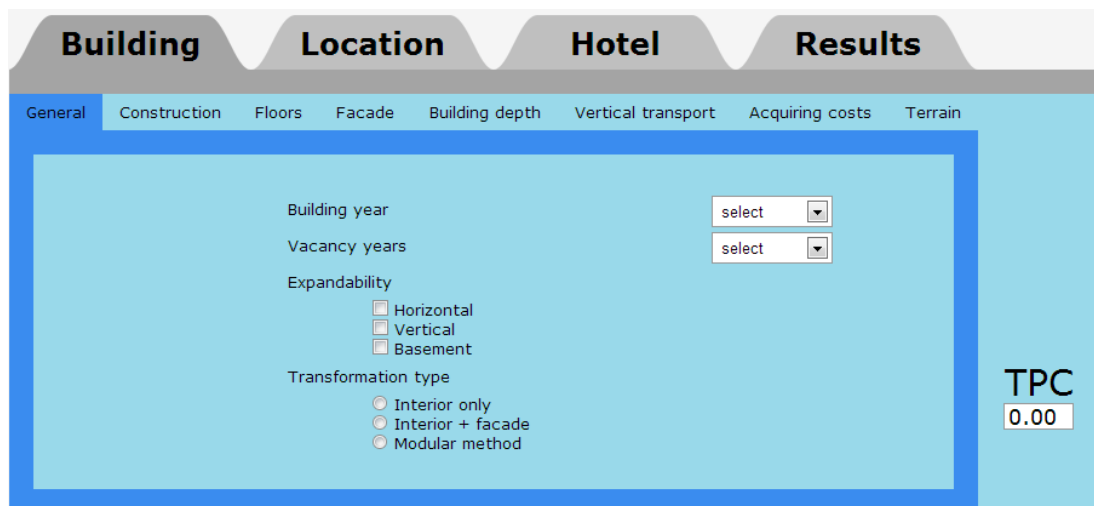 Building Location Hotel Results
General Construction Floors Facade Building depth Vertical transport Acquiring costs Terrain
Building year select
Vacancy years select
Expandability
Horizontal
Vertical
Basement
Transformation type
Interior only
Interior + facade
Modular method
TPC
0.00